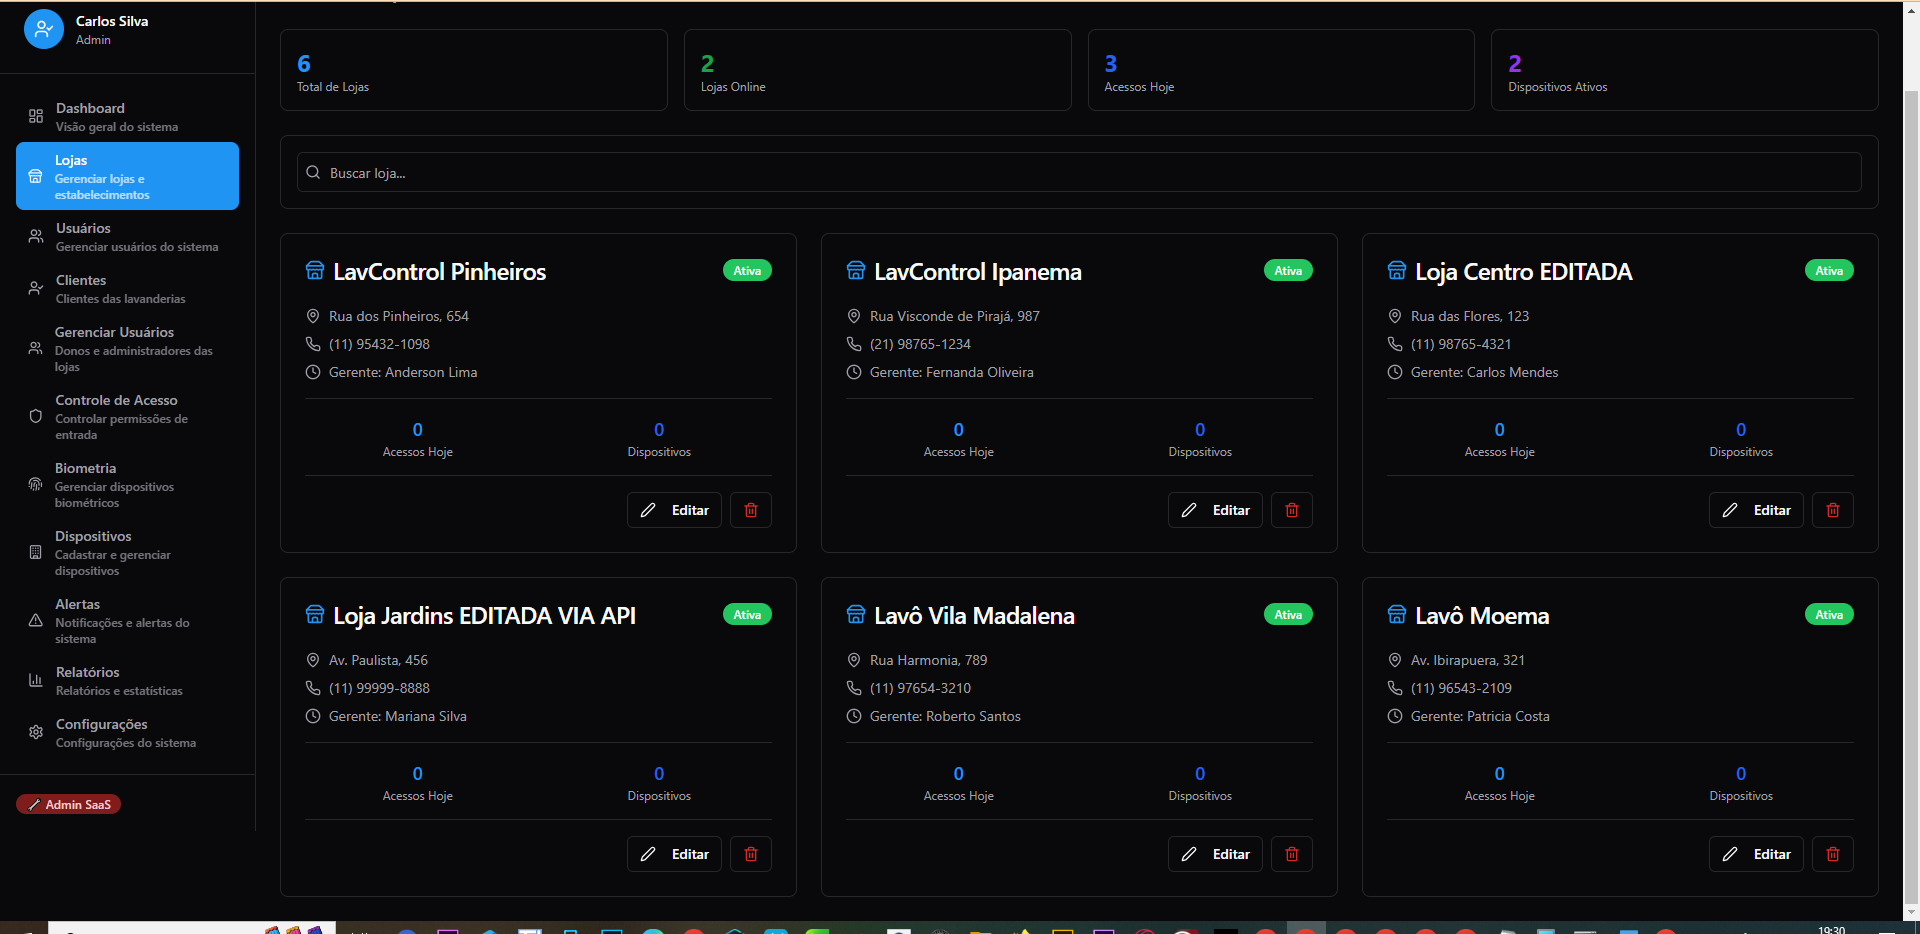 Carlos Silva
Admin
Dashboard
Visão geral do sistema
Lojas
Gerenciar lojas e
estabelecimentos
Usuários
Gerenciar usuários do sistema
Clientes
Clientes das lavanderias
Gerenciar Usuários
Donos e administradores das
lojas
Controle de Acesso
Controlar permissões de
entrada
Biometria
Gerenciar dispositivos
biométricos
Dispositivos
Cadastrar e gerenciar
dispositivos
Alertas
Notificações e alertas do
sistema
Relatórios
Relatórios e estatísticas
Configurações
Configurações do sistema
Admin SaaS
6
Total de Lojas
2
Lojas Online
3
Acessos Hoje
2
Dispositivos Ativos
Buscar loja...
LavControl Pinheiros
Ativa
Rua dos Pinheiros, 654
(11) 95432-1098
Gerente: Anderson Lima
0
Acessos Hoje
0
Dispositivos
Editar
LavControl Ipanema
Ativa
Rua Visconde de Pirajá, 987
(21) 98765-1234
Gerente: Fernanda Oliveira
0
Acessos Hoje
0
Dispositivos
Editar
Loja Centro EDITADA
Ativa
Rua das Flores, 123
(11) 98765-4321
Gerente: Carlos Mendes
0
Acessos Hoje
0
Dispositivos
Editar
Loja Jardins EDITADA VIA API
Ativa
Av. Paulista, 456
(11) 99999-8888
Gerente: Mariana Silva
0
Acessos Hoje
0
Dispositivos
Editar
Lavô Vila Madalena
Ativa
Rua Harmonia, 789
(11) 97654-3210
Gerente: Roberto Santos
0
Acessos Hoje
0
Dispositivos
Editar
Lavô Moema
Ativa
Av. Ibirapuera, 321
(11) 96543-2109
Gerente: Patricia Costa
0
Acessos Hoje
0
Dispositivos
Editar
19:30